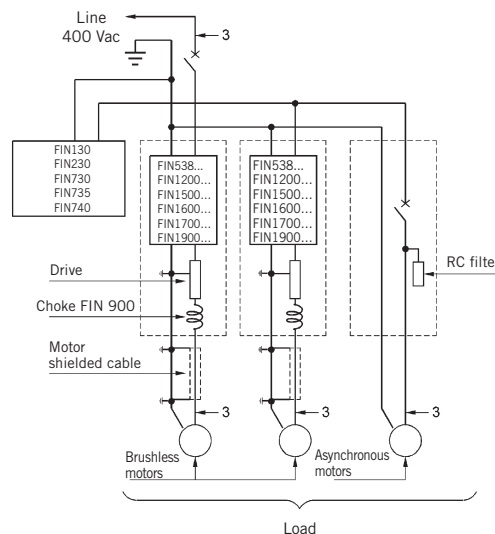 Line
400 Vac
3
FIN130
FIN230
FIN730
FIN735
FIN740
FIN538...
FIN1200...
FIN1500...
FIN1600...
FIN1700...
FIN1900...
FIN538...
FIN1200...
FIN1500...
FIN1600...
FIN1700...
FIN1900...
Drive
RC filte
Choke FIN 900
Motor
shielded cable
3
3
3
Brushless
motors
Asynchronous
motors
Load